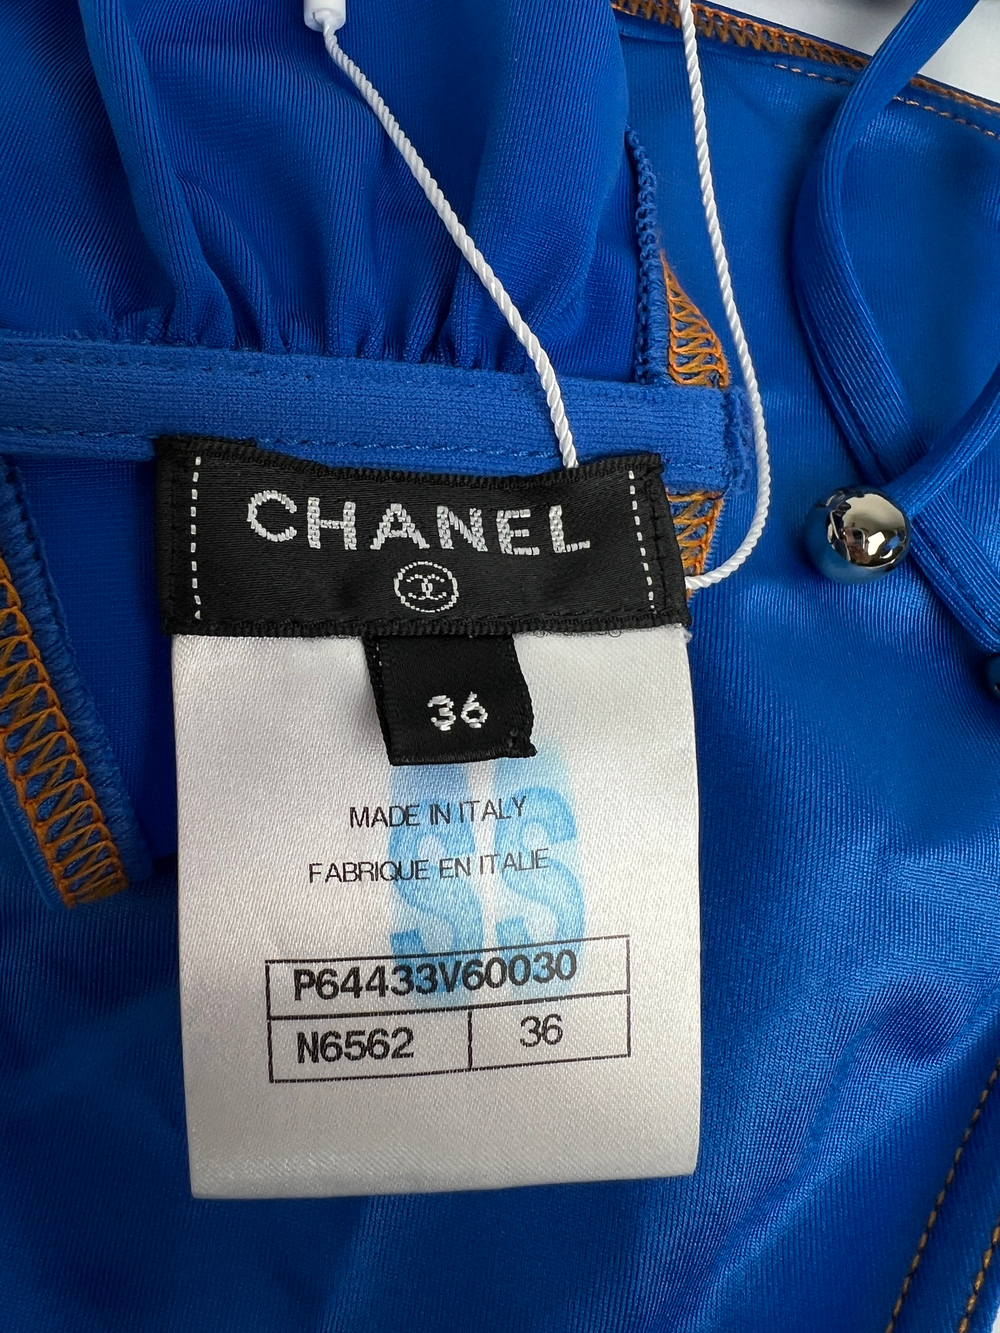 CHANEL
36
MADE IN ITALY
FABRIQUE EN ITALIE
SS
P64433V60030
N6562 36